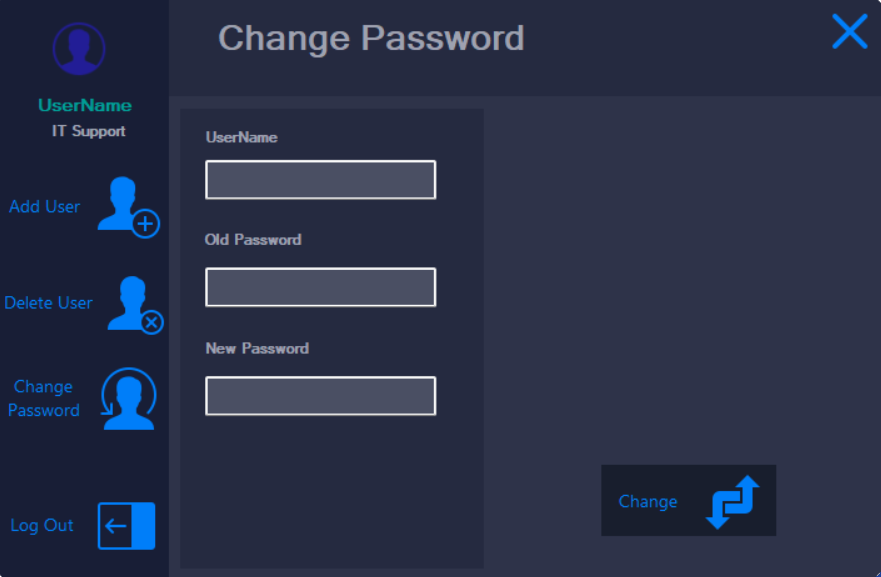 Change Password
UserName
IT Support
Add User
Delete User
Change
Password
Log Out
UserName
Old Password
New Password
Change